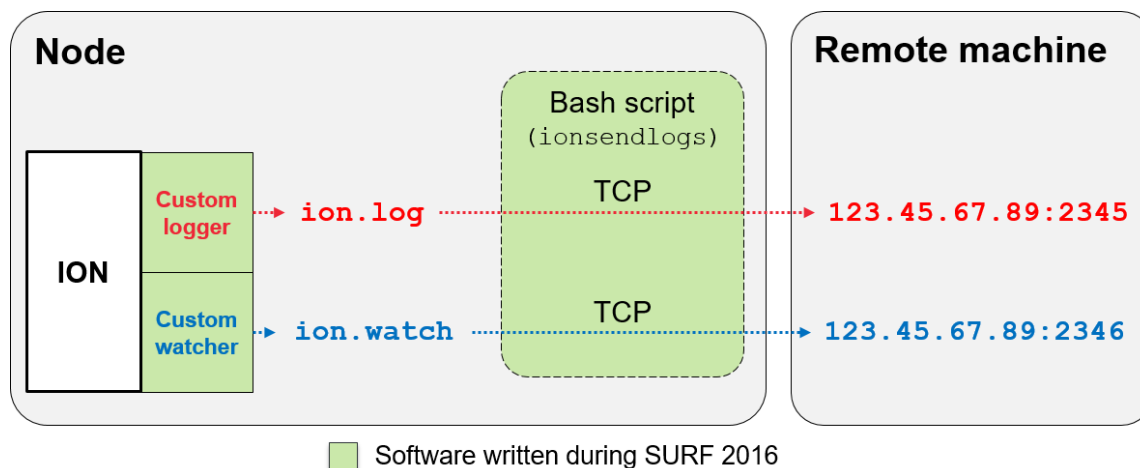 Node
Remote machine
Bash script
(ionsendlogs)
ION
Custom
logger
ion.log
TCP
123.45.67.89:2345
Custom
watcher
ion.watch
TCP
123.45.67.89:2346
Software written during SURF 2016